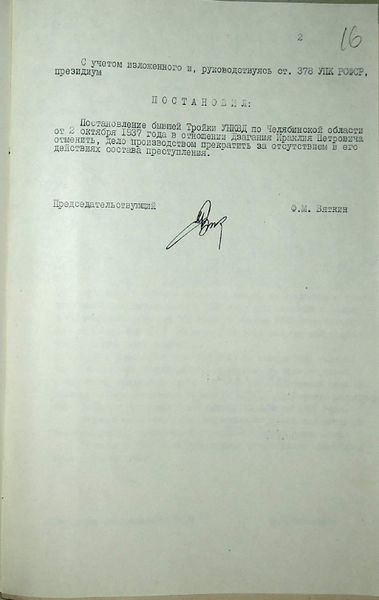 2
16
С учетом изложенного и, руководствуясь ст. 378 УПК РСФСР,
президиум
П О С Т А Н О В И Л :
Постановление бывшей Тройки УНКВД по Челябинской области
от 2 октября 1937 года в отношении Дзагания Ираклия Петровича
отменить, дело производством прекратить за отсутствием в его
действиях состава преступления.
Председательствующий Ф.М. Вяткин